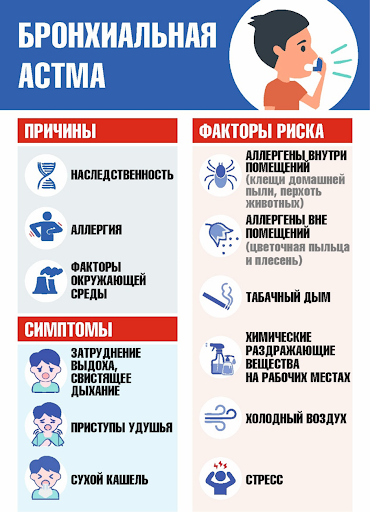 БРОНХИАЛЬНАЯ
АСТМА
ПРИЧИНЫ
НАСЛЕДСТВЕННОСТЬ
АЛЛЕРГИЯ
ФАКТОРЫ
ОКРУЖАЮЩЕЙ
СРЕДЫ
СИМПТОМЫ
ЗАТРУДНЕНИЕ
ВЫДОХА,
СВИСТЯЩЕЕ
ДЫХАНИЕ
ПРИСТУПЫ УДУШЬЯ
СУХОЙ КАШЕЛЬ
ФАКТОРЫ РИСКА
АЛЛЕРГЕНЫ ВНУТРИ
ПОМЕЩЕНИЙ
(клещи домашней
пыли, перхоть
животных)
АЛЛЕРГЕНЫ ВНЕ
ПОМЕЩЕНИЙ
(цветочная пыльца
и плесень)
ТАБАЧНЫЙ ДЫМ
ХИМИЧЕСКИЕ
РАЗДРАЖАЮЩИЕ
ВЕЩЕСТВА
НА РАБОЧИХ МЕСТАХ
ХОЛОДНЫЙ ВОЗДУХ
СТРЕСС